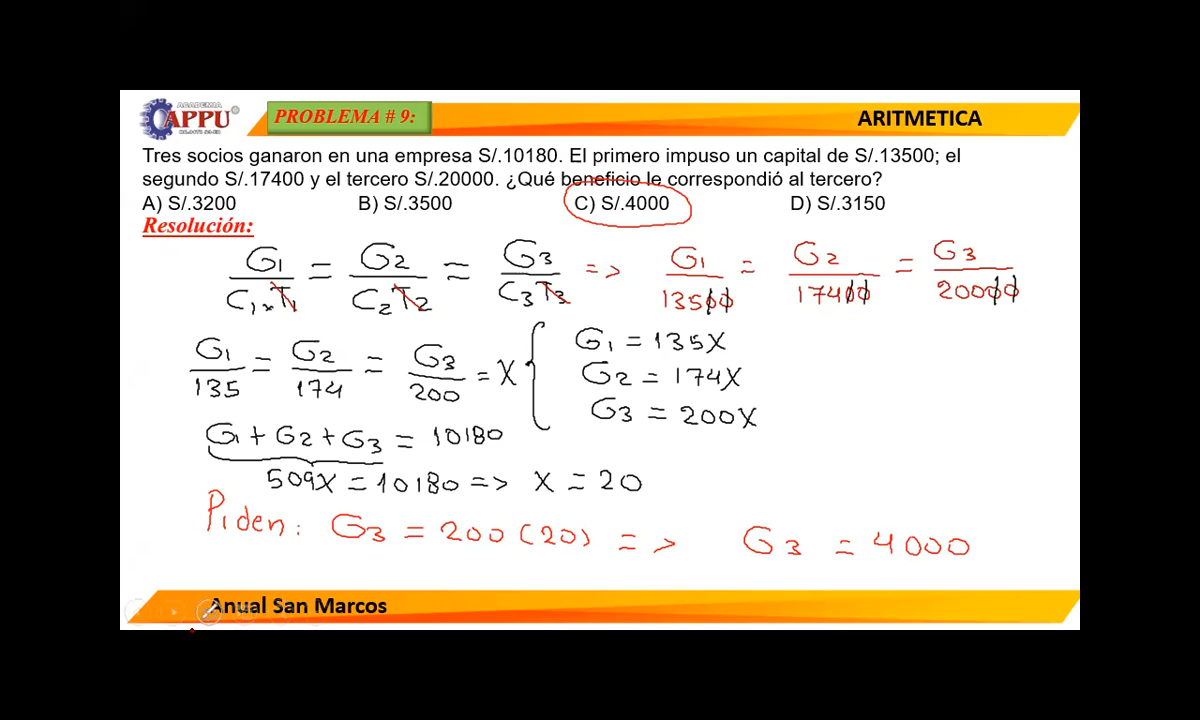 ACADEMIA
APPU
PROBLEMA # 9:
ARITMETICA
Tres socios ganaron en una empresa S/.10180. El primero impuso un capital de S/.13500; el
segundo S/.17400 y el tercero S/.20000. ¿Qué beneficio le correspondió al tercero?
A) S/.3200 B) S/.3500 C) S/.4000 D) S/.3150
Resolución:
G1/C1xT1 = G2/C2T2 = G3/C3T3 => G1/13500 = G2/17400 = G3/20000
G1/135 = G2/174 = G3/200 = X { G1 = 135X
G2 = 174X
G3 = 200X
G1 + G2 + G3 = 10180
509X = 10180 => X = 20
Piden: G3 = 200 (20) => G3 = 4000
Anual San Marcos